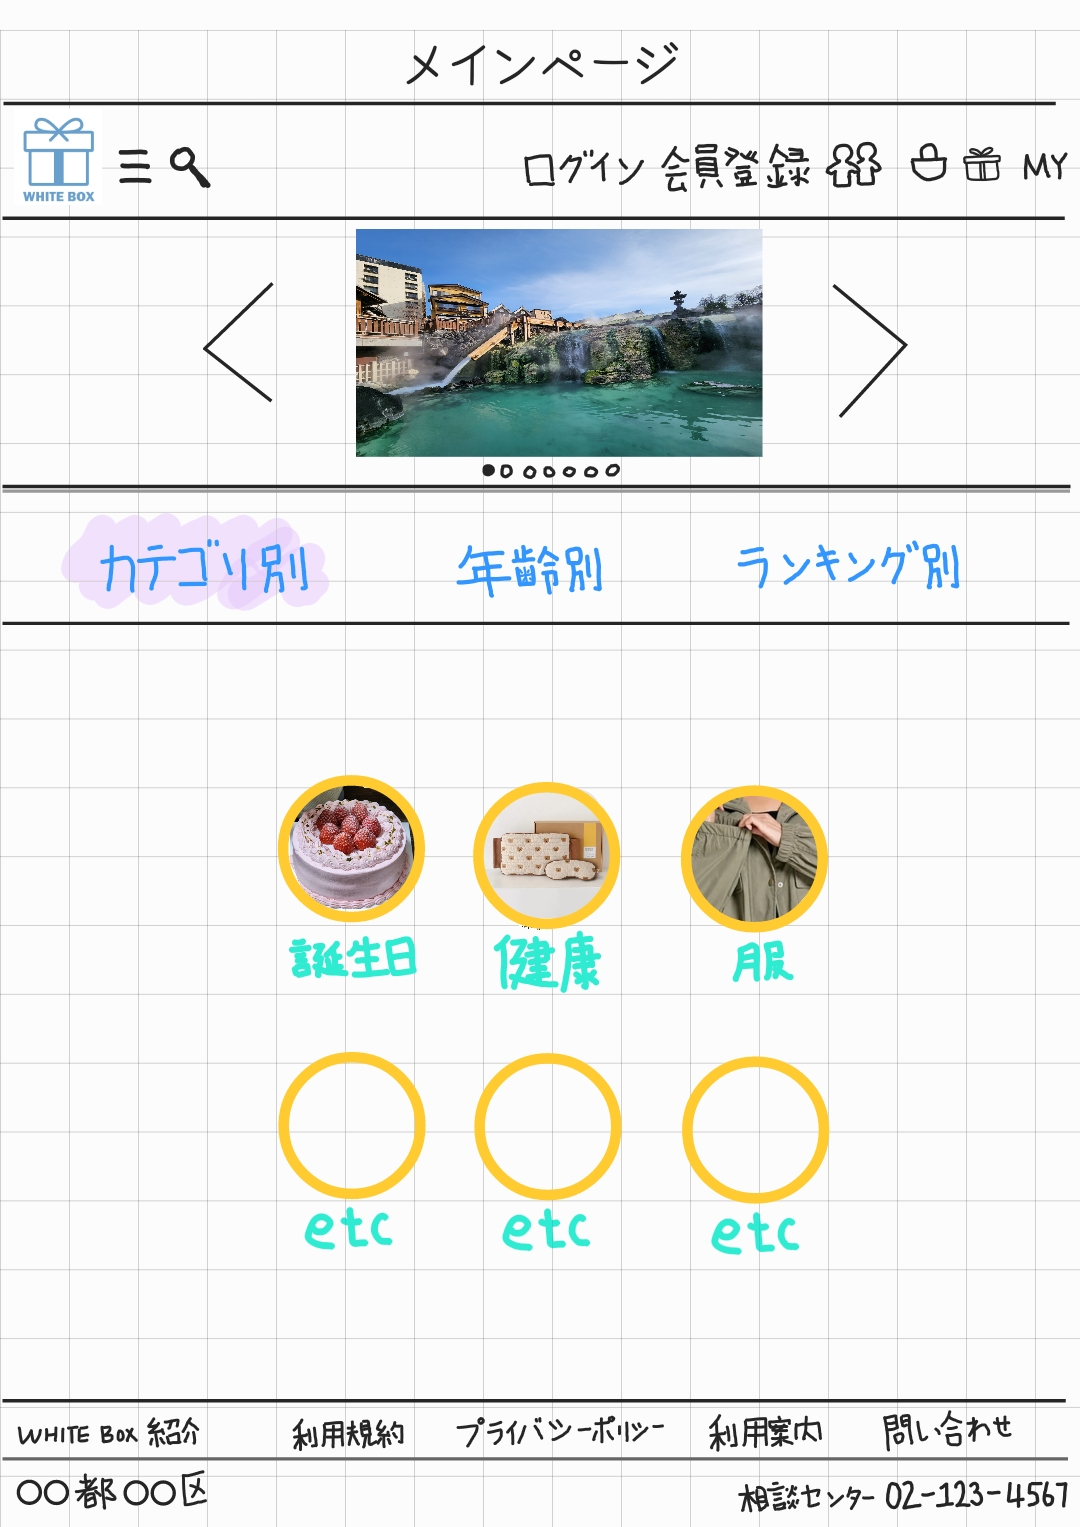 メインページ
WHITE BOX
ログイン 会員登録 MY
カテゴリ別 年齢別 ランキング別
誕生日 健康 服
etc etc etc
WHITE BOX 紹介 利用規約 プライバシーポリシー 利用案内 問い合わせ
○○都○○区 相談センター 02-123-4567